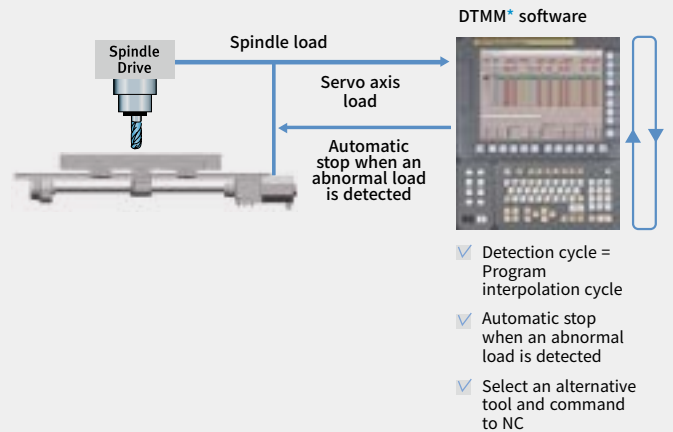 DTMM* software
Spindle load
Spindle
Drive
Servo axis
load
Automatic
stop when an
abnormal load
is detected
Detection cycle =
Program
interpolation cycle
Automatic stop
when an abnormal
load is detected
Select an alternative
tool and command
to NC